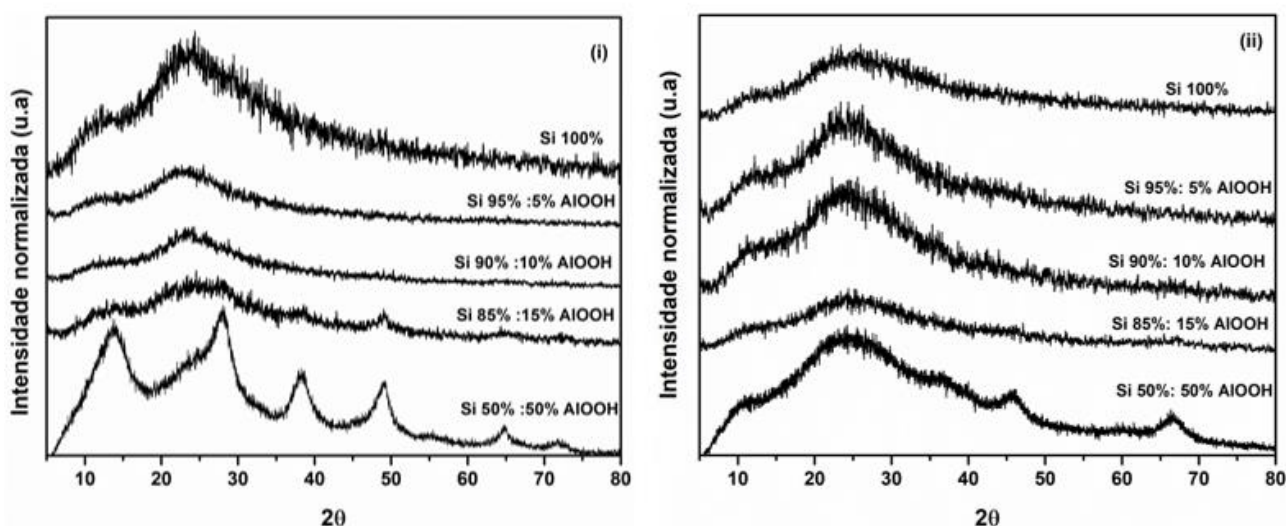 Intensidade normalizada (u.a)
(i)
Si 100%
Si 95% :5% AlOOH
Si 90% :10% AlOOH
Si 85% :15% AlOOH
Si 50% :50% AlOOH
10 20 30 40 50 60 70 80
2θ
Intensidade normalizada (u.a)
(ii)
Si 100%
Si 95%: 5% AlOOH
Si 90%: 10% AlOOH
Si 85%: 15% AlOOH
Si 50%: 50% AlOOH
10 20 30 40 50 60 70 80
2θ